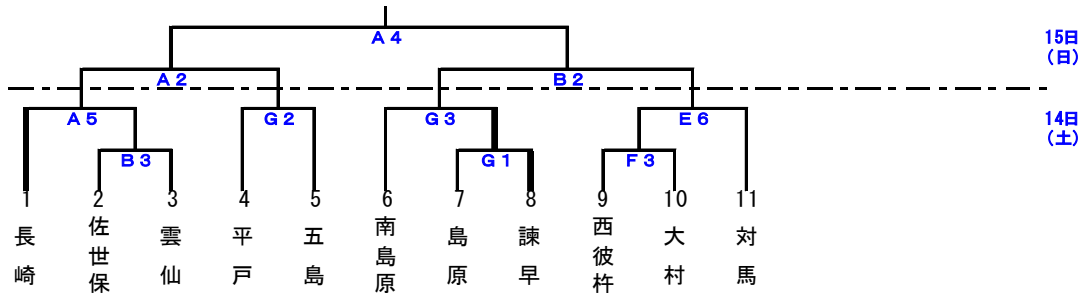 Ａ４
15日
（日）
Ａ２
Ｂ２
Ａ５
Ｇ２
Ｇ３
Ｅ６
14日
（土）
Ｂ３
Ｇ１
Ｆ３
1 2 3 4 5 6 7 8 9 10 11
長崎
佐世保
雲仙
平戸
五島
南島原
島原
諫早
西彼杵
大村
対馬